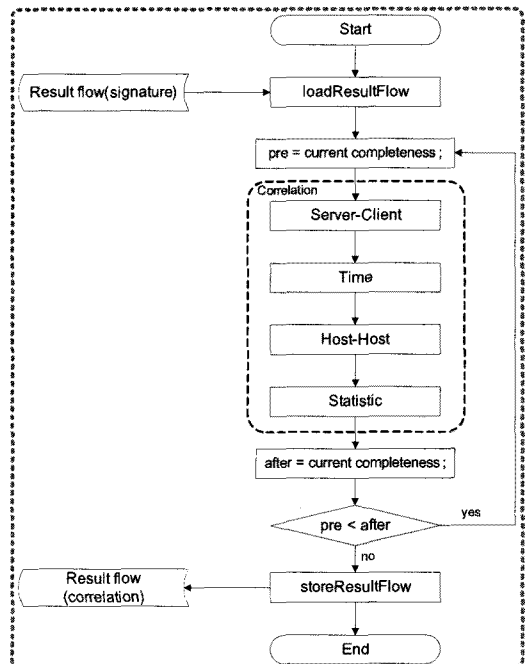 Start
Result flow(signature)
loadResultFlow
pre = current completeness ;
Correlation
Server-Client
Time
Host-Host
Statistic
after = current completeness ;
pre < after
yes
no
Result flow
(correlation)
storeResultFlow
End